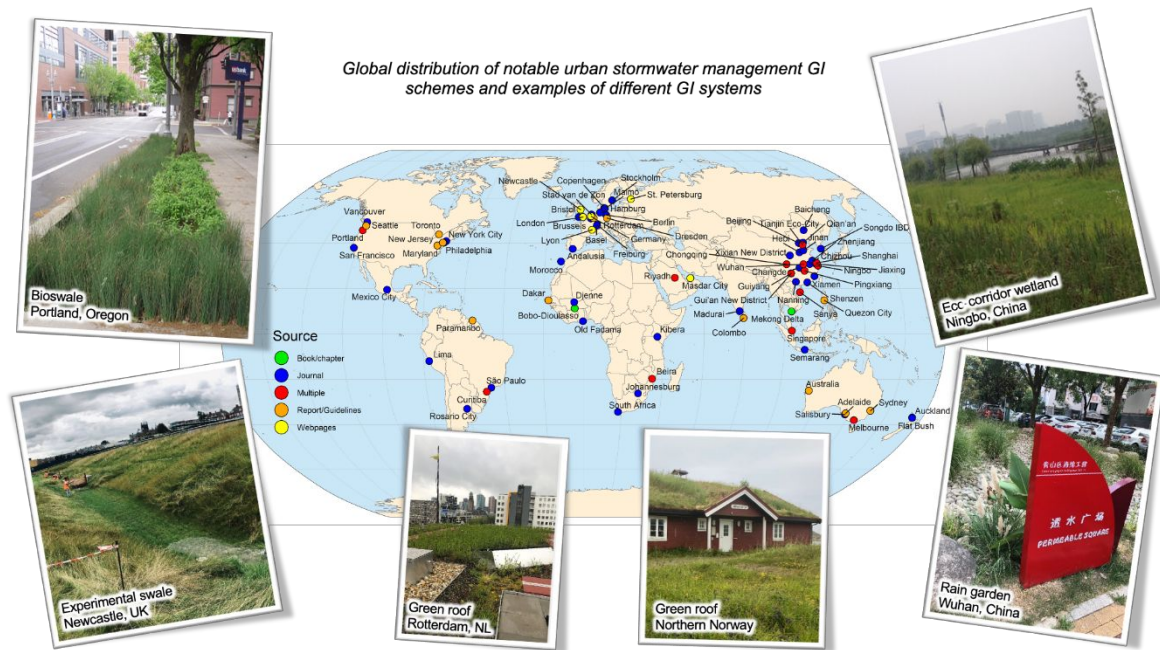 Global distribution of notable urban stormwater management GI
schemes and examples of different GI systems
Bioswale
Portland, Oregon
Eco corridor wetland
Ningbo, China
Newcastle
Copenhagen
Stockholm
Stad van de Zon
Malmö
St. Petersburg
Bristol
Hamburg
London
Berlin
Brussels
Rotterdam
Dresden
Lyon
Basel
Germany
Freiburg
Andalusia
Morocco
Vancouver
Seattle
Toronto
Portland
New Jersey
New York City
Maryland
Philadelphia
San Francisco
Mexico City
Paramaribo
Lima
São Paulo
Curitiba
Rosario City
Dakar
Djenne
Bobo-Dioulasso
Old Fadama
Kibera
Riyadh
Masdar City
Beira
Johannesburg
South Africa
Baicheng
Beijing
Tianjin Eco-City
Qian'an
Songdo IBD
Hebi
Jinan
Zhenjiang
Xixian New District
Chizhou
Shanghai
Chongqing
Wuhan
Changde
Ningbo
Jiaxing
Guiyang
Xiamen
Pingxiang
Gui'an New District
Nanning
Shenzen
Madurai
Mekong Delta
Sanya
Quezon City
Colombo
Singapore
Semarang
Australia
Adelaide
Sydney
Salisbury
Melbourne
Auckland
Flat Bush
Source
Book/chapter
Journal
Multiple
Report/Guidelines
Webpages
Experimental swale
Newcastle, UK
Green roof
Rotterdam, NL
Green roof
Northern Norway
透水广场
PERMEABLE SQUARE
Rain garden
Wuhan, China